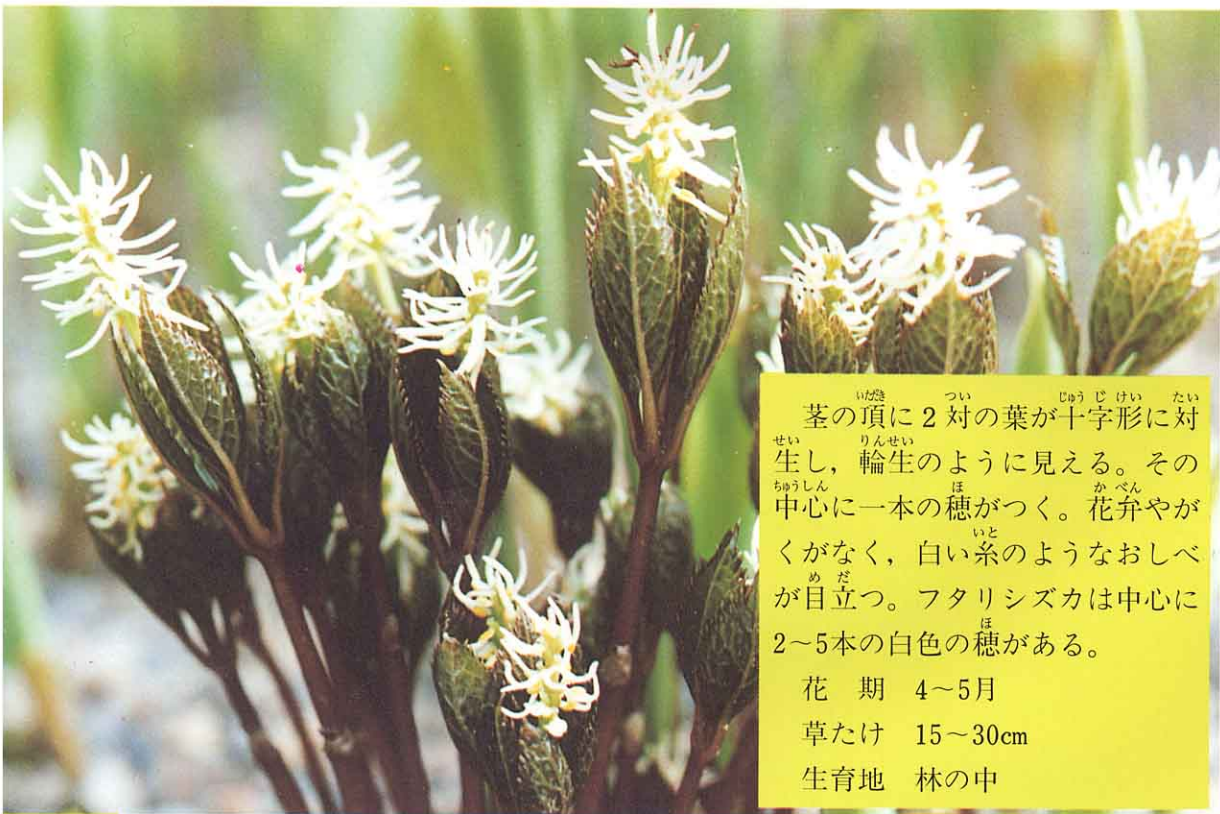 茎の頂に2対の葉が十字形に対
生し，輪生のように見える。その
中心に一本の穂がつく。花弁やが
くがなく，白い糸のようなおしべ
が目立つ。フタリシズカは中心に
2〜5本の白色の穂がある。
花　期　4〜5月
草たけ　15〜30cm
生育地　林の中